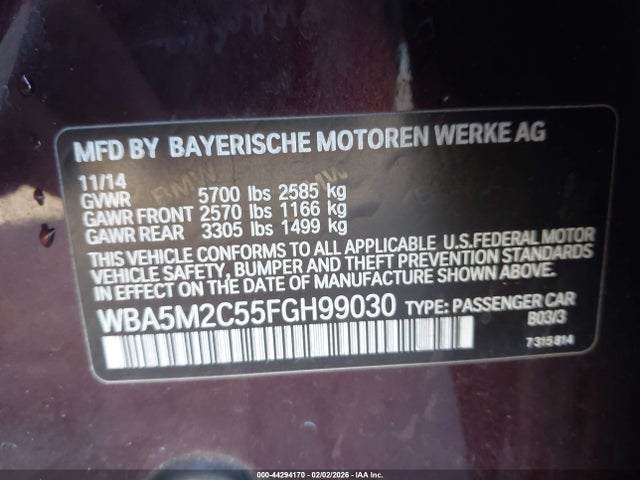 MFD BY BAYERISCHE MOTOREN WERKE AG
11/14
GVWR 5700 lbs 2585 kg
GAWR FRONT 2570 lbs 1166 kg
GAWR REAR 3305 lbs 1499 kg
THIS VEHICLE CONFORMS TO ALL APPLICABLE U.S.FEDERAL MOTOR
VEHICLE SAFETY, BUMPER AND THEFT PREVENTION STANDARDS
IN EFFECT ON THE DATE OF MANUFACTURE SHOWN ABOVE.
WBA5M2C55FGH99030 TYPE: PASSENGER CAR
B03/3
7315814
000-44294170 - 02/02/2026 - IAA Inc.